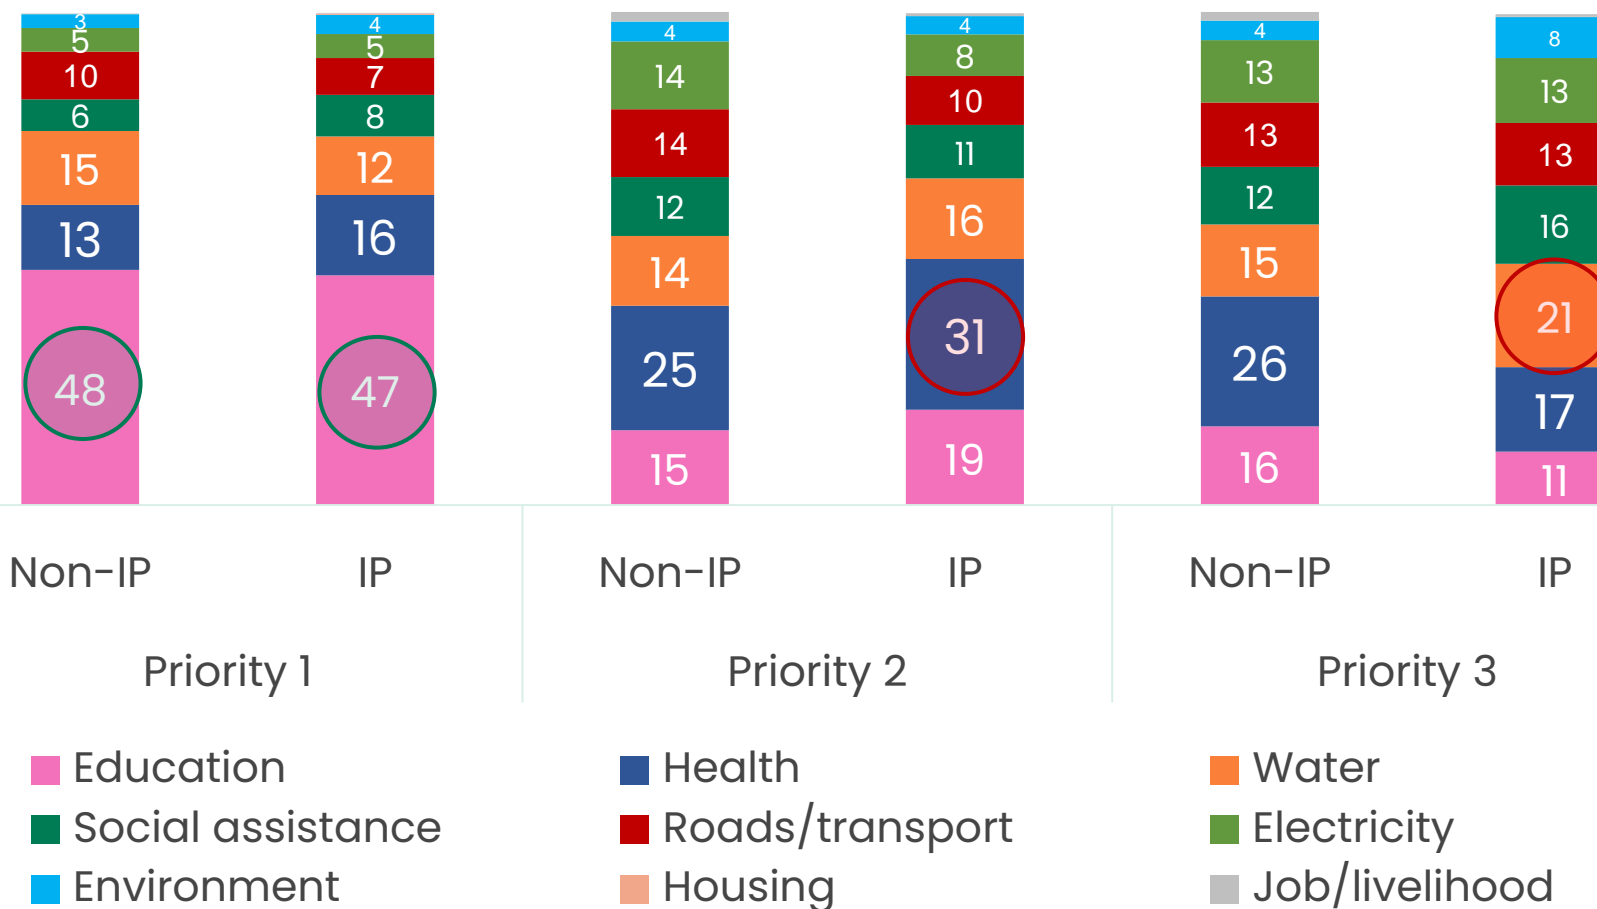 3 4 4 4 4 8
5 5 14 8 13 13
10 7 14 10 13 13
6 8 12 11 12 16
15 12 14 16 15 21
13 16 25 31 26 17
48 47 15 19 16 11
Non-IP IP Non-IP IP Non-IP IP
Priority 1 Priority 2 Priority 3
Education Health Water
Social assistance Roads/transport Electricity
Environment Housing Job/livelihood